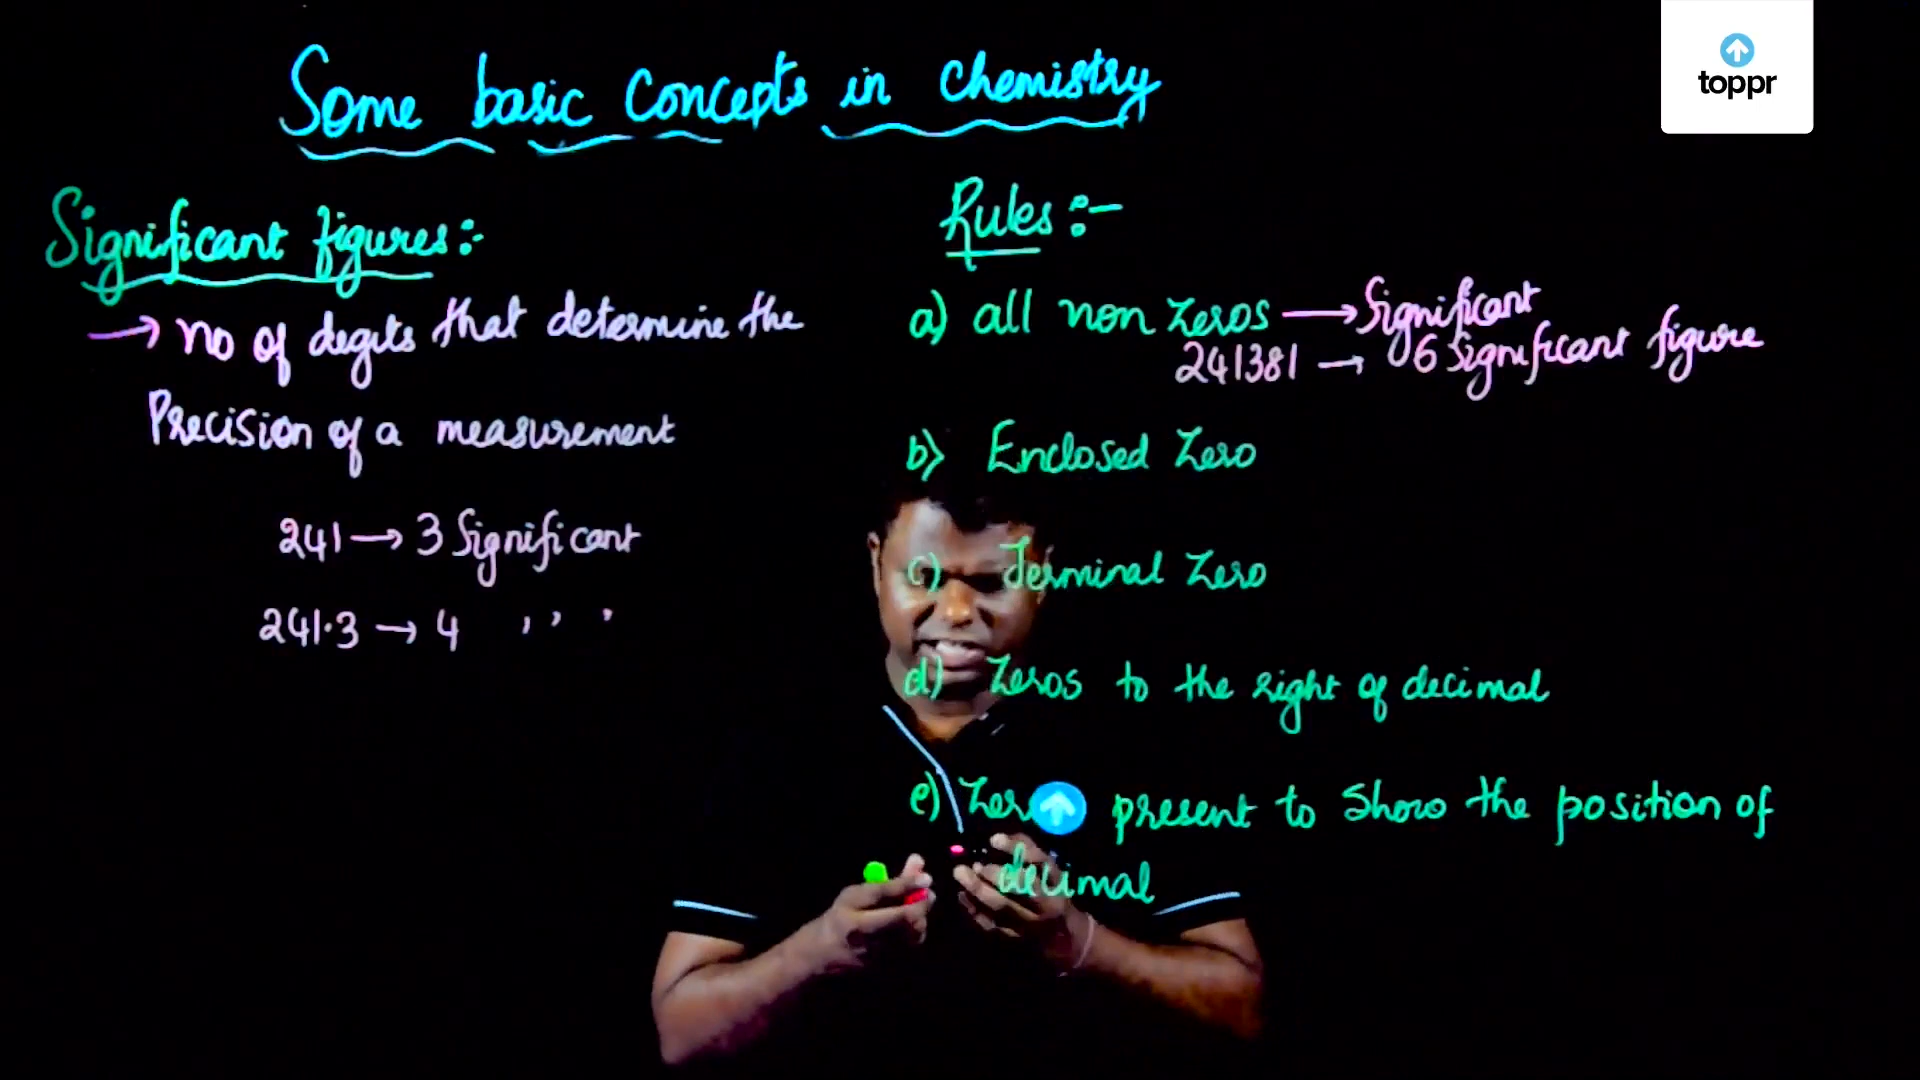 Some basic Concepts in Chemistry
toppr
Significant figures:-
→ no of degits that determine the
Precision of a measurement
241 → 3 Significant
241.3 → 4 , , ,
Rules :-
a) all non Zeros → Significant
241381 → 6 Significant figure
b) Enclosed Zero
c) Terminal Zero
d) Zeros to the right of decimal
e) present to Show the position of
decimal